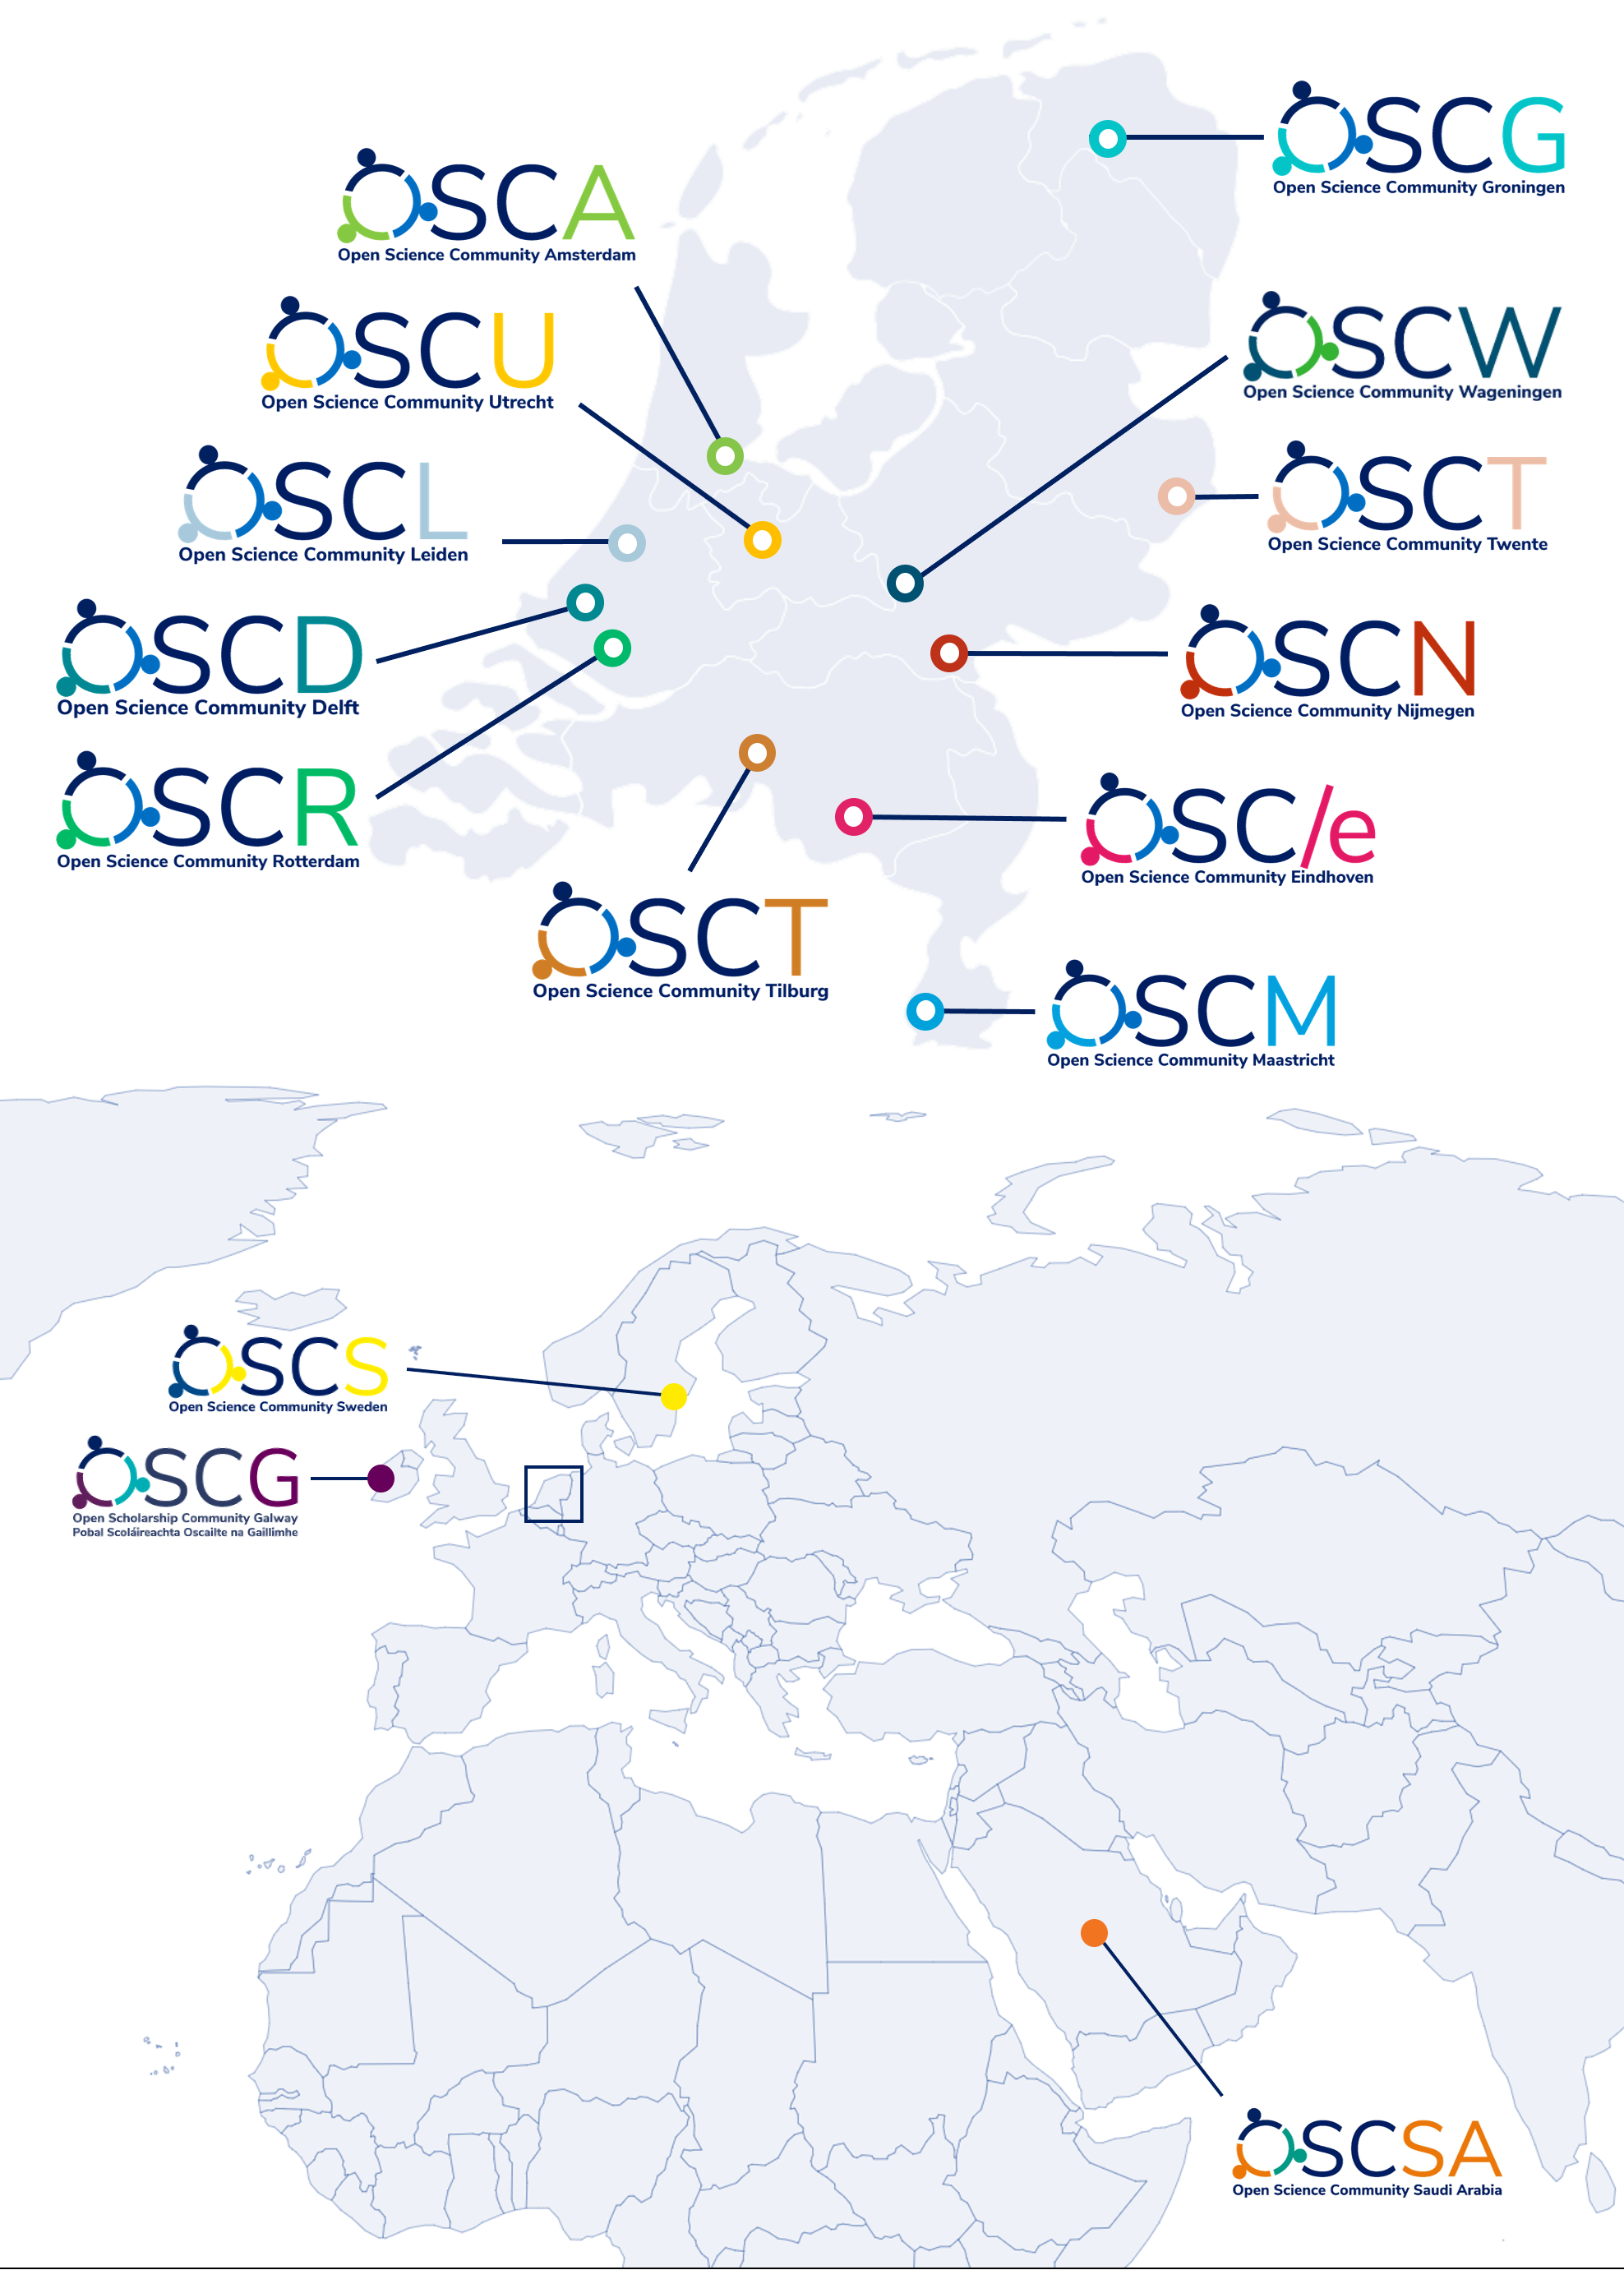 OSCG
Open Science Community Groningen
OSCA
Open Science Community Amsterdam
OSCU
Open Science Community Utrecht
OSCW
Open Science Community Wageningen
OSCL
Open Science Community Leiden
OSCT
Open Science Community Twente
OSCD
Open Science Community Delft
OSCN
Open Science Community Nijmegen
OSCR
Open Science Community Rotterdam
OSC/e
Open Science Community Eindhoven
OSCT
Open Science Community Tilburg
OSCM
Open Science Community Maastricht
OSCS
Open Science Community Sweden
OSCG
Open Scholarship Community Galway
Pobal Scoláireachta Oscailte na Gaillimhe
OSCSA
Open Science Community Saudi Arabia